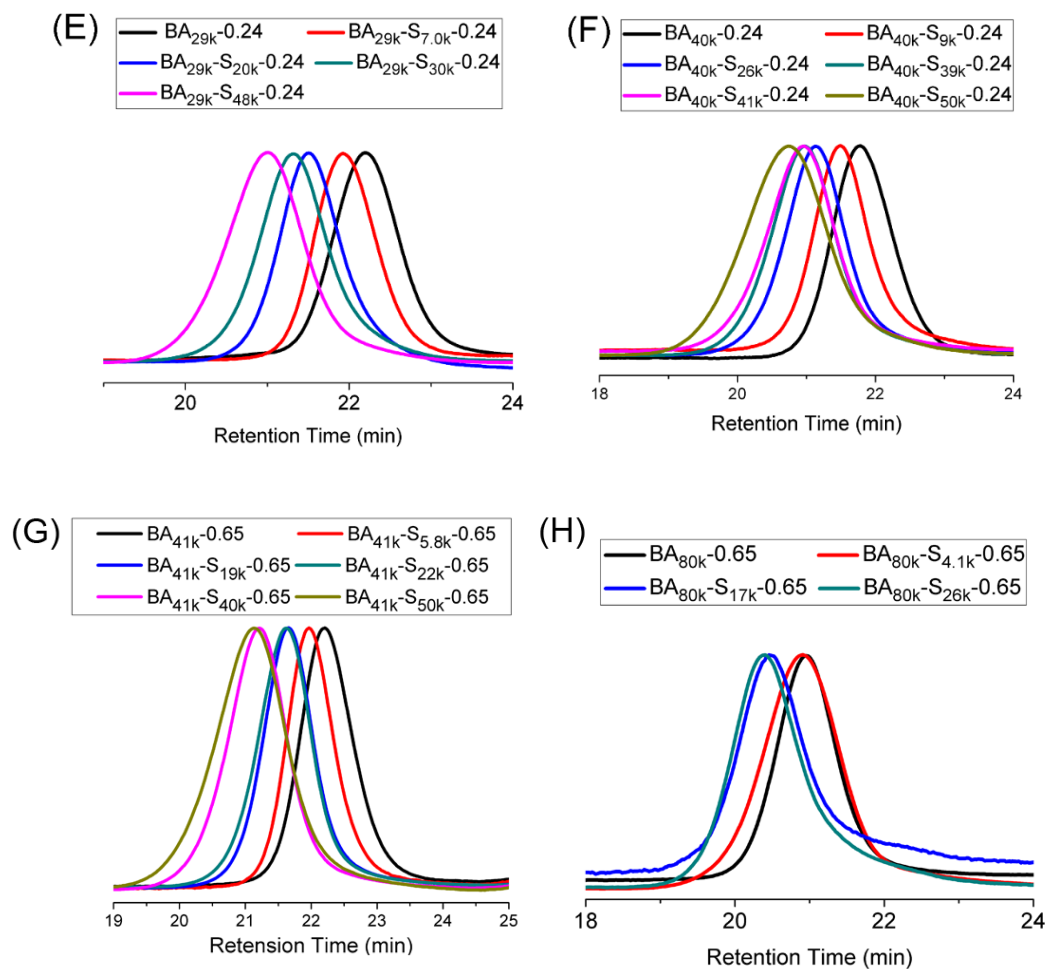 (E)
BA29k-0.24 BA29k-S7.0k-0.24
BA29k-S20k-0.24 BA29k-S30k-0.24
BA29k-S48k-0.24
20 22 24
Retention Time (min)
(F)
BA40k-0.24 BA40k-S9k-0.24
BA40k-S26k-0.24 BA40k-S39k-0.24
BA40k-S41k-0.24 BA40k-S50k-0.24
18 20 22 24
Retention Time (min)
(G)
BA41k-0.65 BA41k-S5.8k-0.65
BA41k-S19k-0.65 BA41k-S22k-0.65
BA41k-S40k-0.65 BA41k-S50k-0.65
19 20 21 22 23 24 25
Retension Time (min)
(H)
BA80k-0.65 BA80k-S4.1k-0.65
BA80k-S17k-0.65 BA80k-S26k-0.65
18 20 22 24
Retention Time (min)